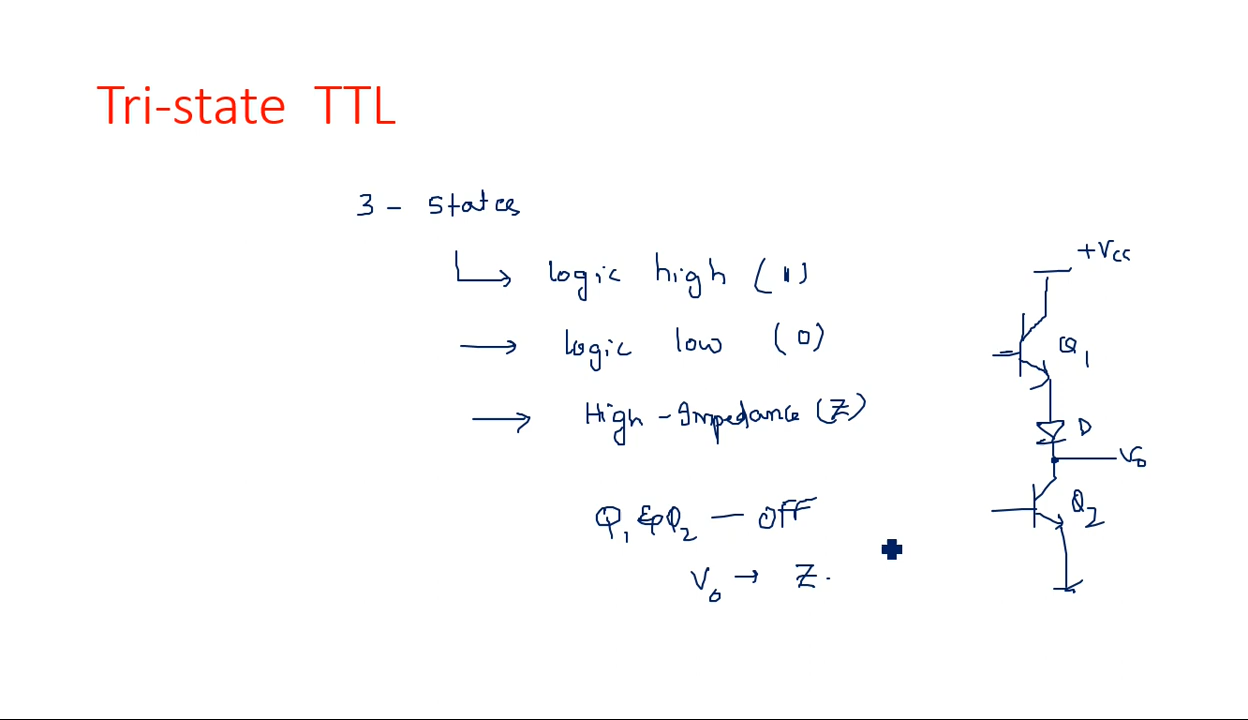 Tri-state TTL
3 - states
logic high (1)
logic low (0)
High - Impedance (Z)
Q1 & Q2 — OFF
V0 → Z.
+VCC
Q1
D
V0
Q2